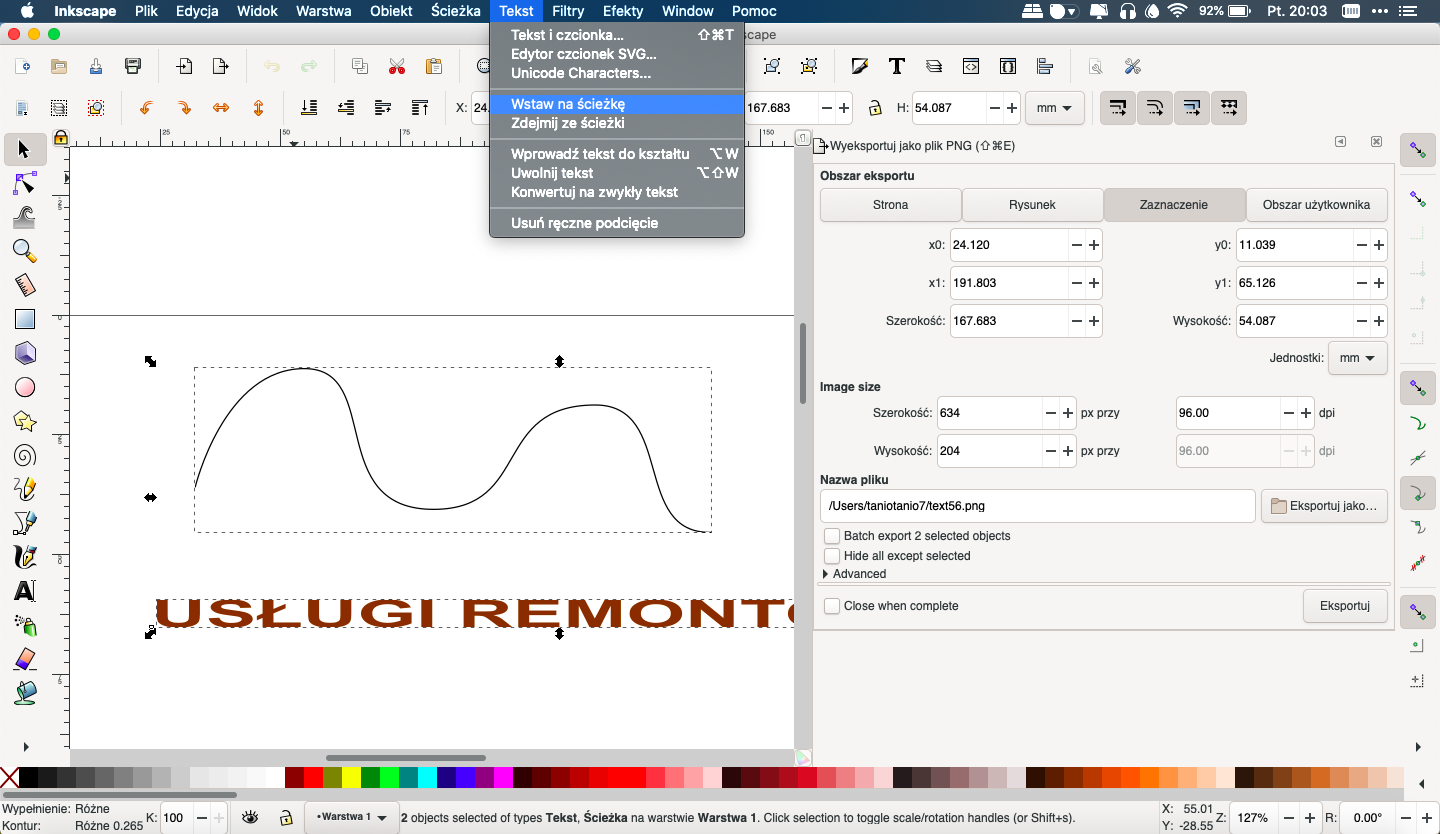 Inkscape Plik Edycja Widok Warstwa Obiekt Ścieżka Tekst Filtry Efekty Window Pomoc 92% Pt. 20:03
Tekst i czcionka... ⇧⌘T
Edytor czcionek SVG...
Unicode Characters...
Wstaw na ścieżkę
Zdejmij ze ścieżki
Wprowadź tekst do kształtu ⌥W
Uwolnij tekst ⌥⇧W
Konwertuj na zwykły tekst
Usuń ręczne podcięcie
scape
X: 24. 167.683 H: 54.087 mm
25 50 75 150
Wyeksportuj jako plik PNG (⇧⌘E)
Obszar eksportu
Strona Rysunek Zaznaczenie Obszar użytkownika
x0: 24.120 y0: 11.039
x1: 191.803 y1: 65.126
Szerokość: 167.683 Wysokość: 54.087
Jednostki: mm
Image size
Szerokość: 634 px przy 96.00 dpi
Wysokość: 204 px przy 96.00 dpi
Nazwa pliku
/Users/taniotanio7/text56.png Eksportuj jako...
Batch export 2 selected objects
Hide all except selected
Advanced
Close when complete Eksportuj
USŁUGI REMONT
Wypełnienie: Różne
Kontur: Różne 0.265
K: 100
•Warstwa 1
2 objects selected of types Tekst, Ścieżka na warstwie Warstwa 1. Click selection to toggle scale/rotation handles (or Shift+s).
X: 55.01
Y: -28.55
Z: 127% R: 0.00°